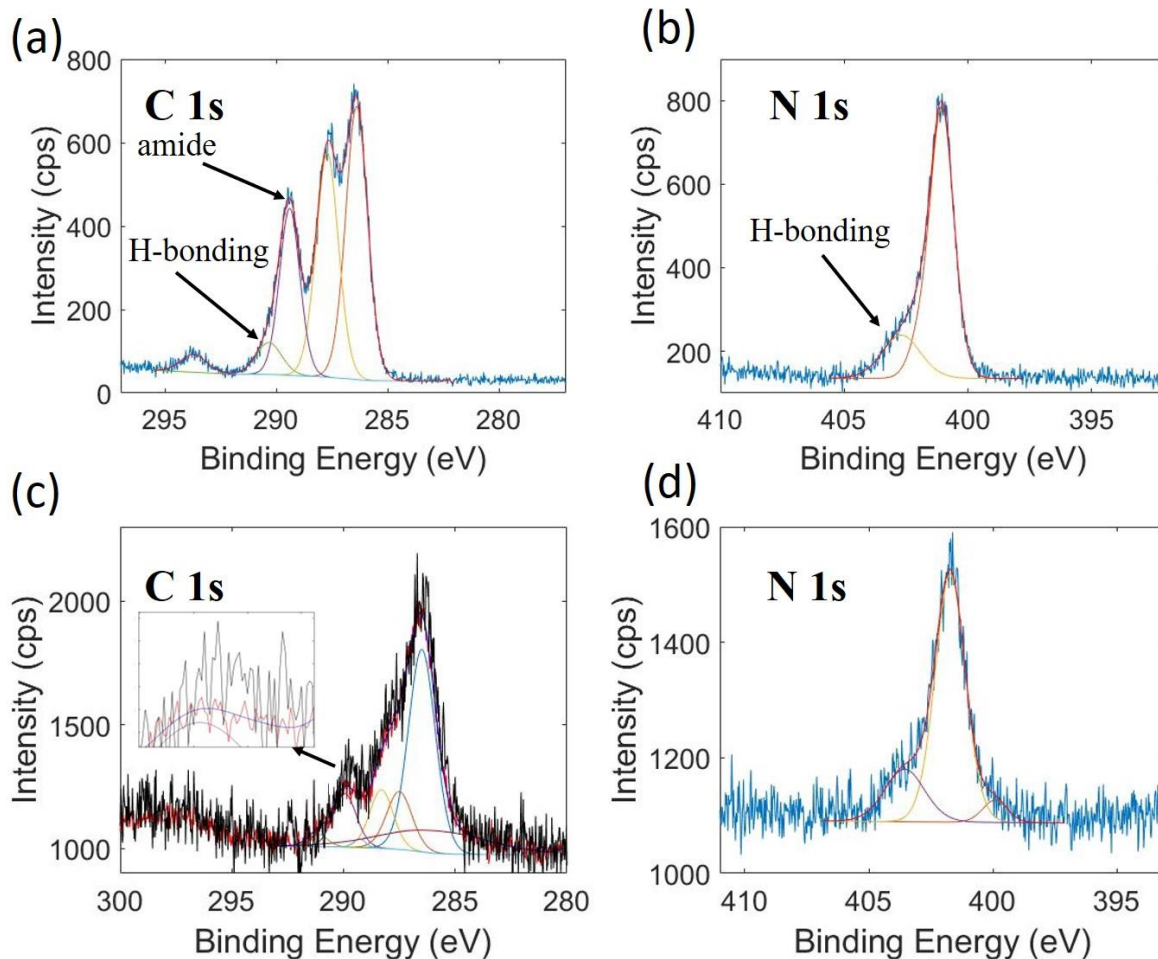 (a)
C 1s
amide
H-bonding
Intensity (cps)
800
600
400
200
0
295 290 285 280
Binding Energy (eV)
(b)
N 1s
H-bonding
Intensity (cps)
800
600
400
200
410 405 400 395
Binding Energy (eV)
(c)
C 1s
Intensity (cps)
2000
1500
1000
300 295 290 285 280
Binding Energy (eV)
(d)
N 1s
Intensity (cps)
1600
1400
1200
1000
410 405 400 395
Binding Energy (eV)